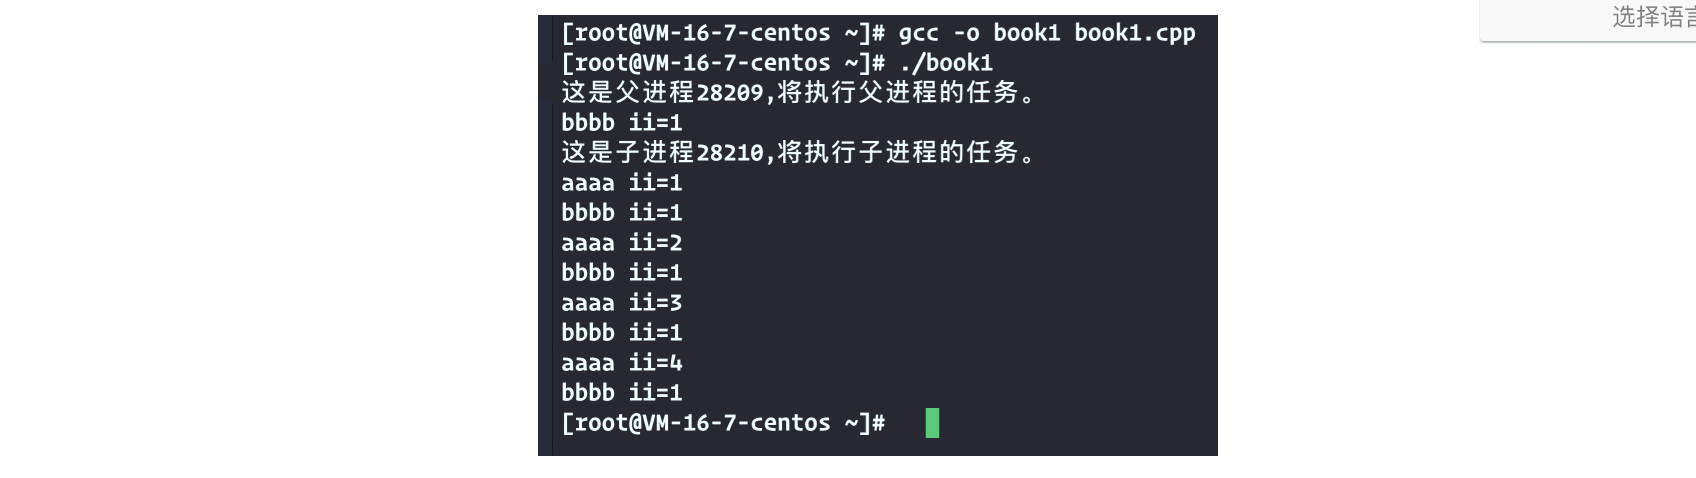 选择语言
[root@VM-16-7-centos ~]# gcc -o book1 book1.cpp
[root@VM-16-7-centos ~]# ./book1
这是父进程28209,将执行父进程的任务。
bbbb ii=1
这是子进程28210,将执行子进程的任务。
aaaa ii=1
bbbb ii=1
aaaa ii=2
bbbb ii=1
aaaa ii=3
bbbb ii=1
aaaa ii=4
bbbb ii=1
[root@VM-16-7-centos ~]#